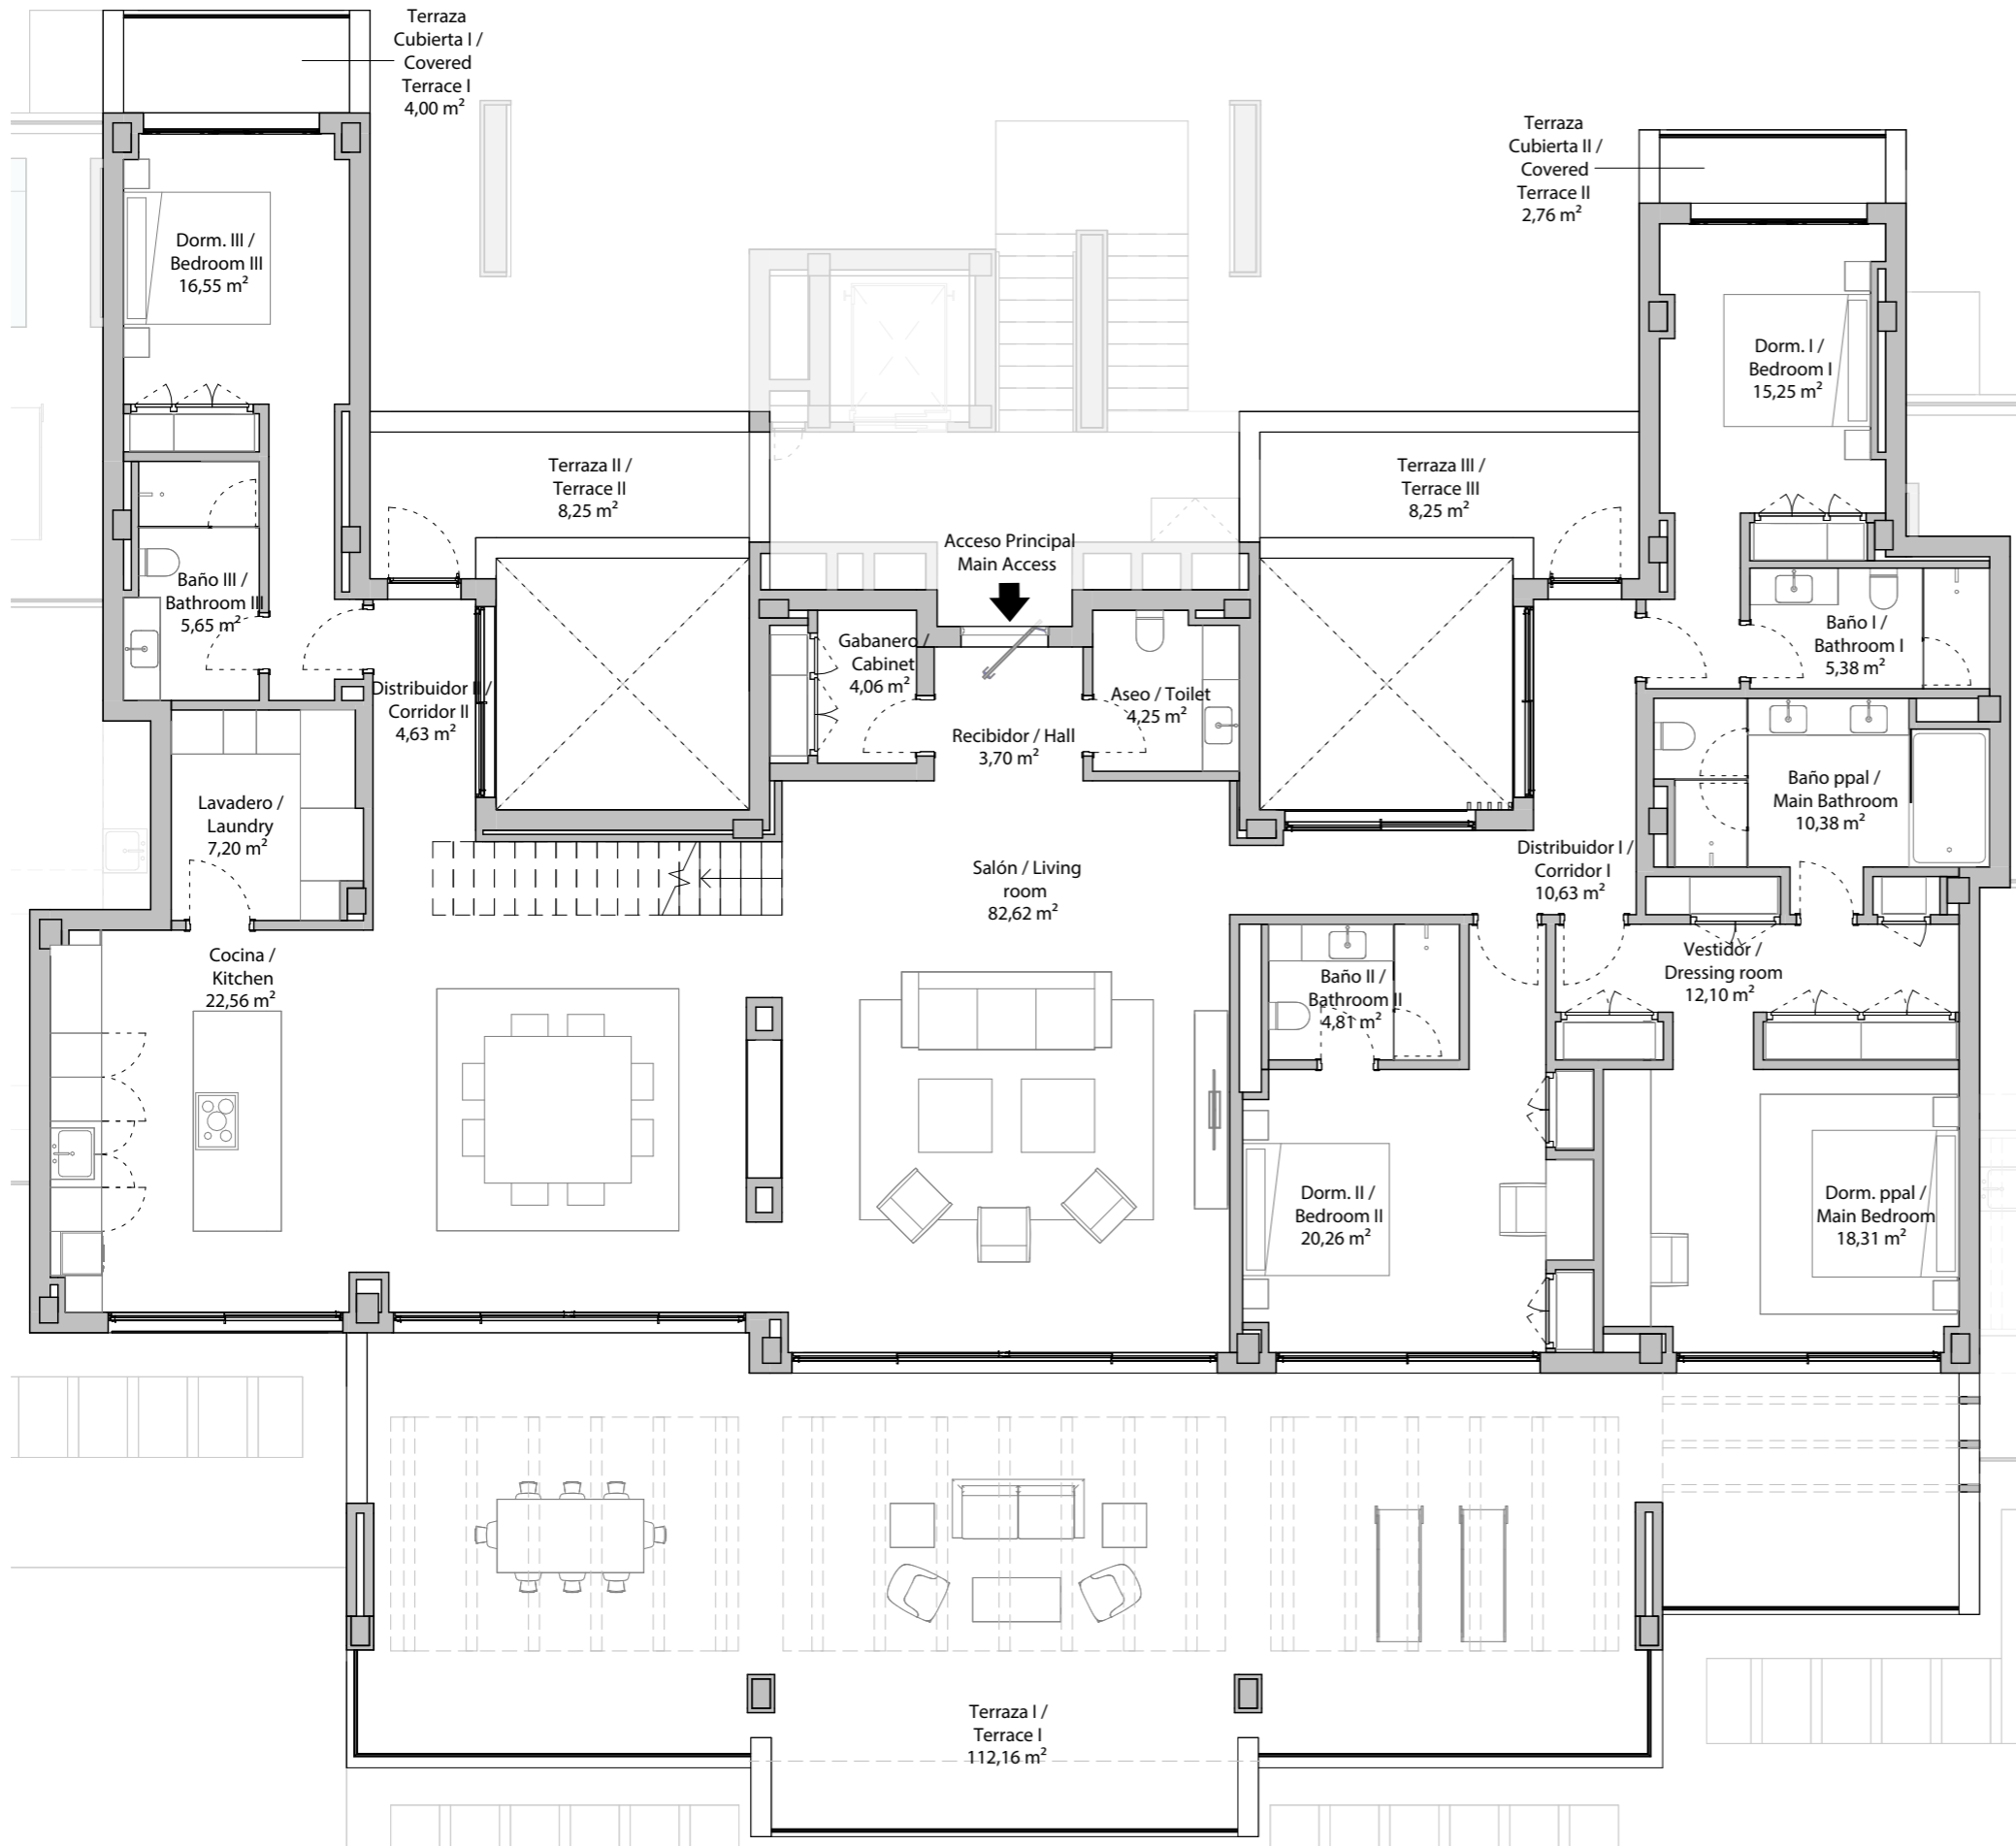 Terraza
Cubierta I /
Covered
Terrace I
4,00 m²
Terraza
Cubierta II /
Covered
Terrace II
2,76 m²
Dorm. III /
Bedroom III
16,55 m²
Dorm. I /
Bedroom I
15,25 m²
Terraza II /
Terrace II
8,25 m²
Terraza III /
Terrace III
8,25 m²
Acceso Principal
Main Access
Baño III /
Bathroom III
5,65 m²
Gabanero /
Cabinet
4,06 m²
Aseo / Toilet
4,25 m²
Baño I /
Bathroom I
5,38 m²
Distribuidor II /
Corridor II
4,63 m²
Recibidor / Hall
3,70 m²
Lavadero /
Laundry
7,20 m²
Baño ppal /
Main Bathroom
10,38 m²
Salón / Living
room
82,62 m²
Distribuidor I /
Corridor I
10,63 m²
Cocina /
Kitchen
22,56 m²
Baño II /
Bathroom II
4,81 m²
Vestidor /
Dressing room
12,10 m²
Dorm. II /
Bedroom II
20,26 m²
Dorm. ppal /
Main Bedroom
18,31 m²
Terraza I /
Terrace I
112,16 m²